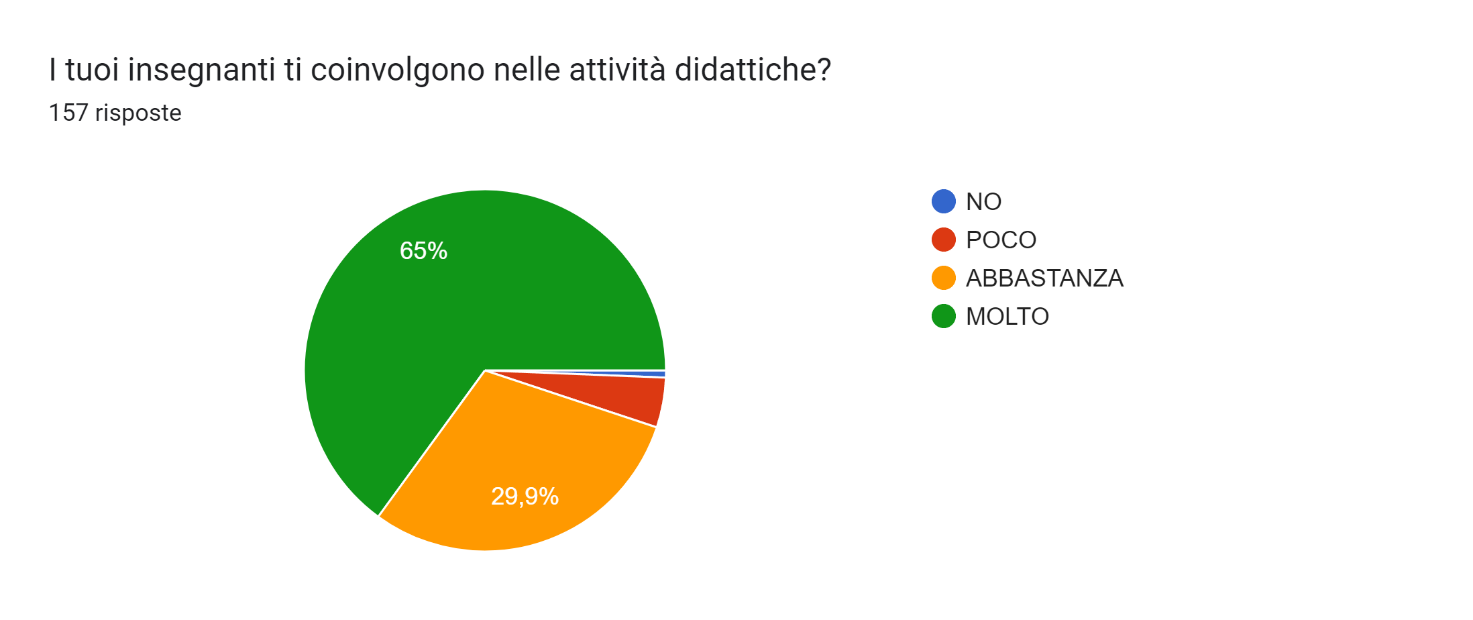 I tuoi insegnanti ti coinvolgono nelle attività didattiche?
157 risposte
NO
POCO
ABBASTANZA
MOLTO
65%
29,9%